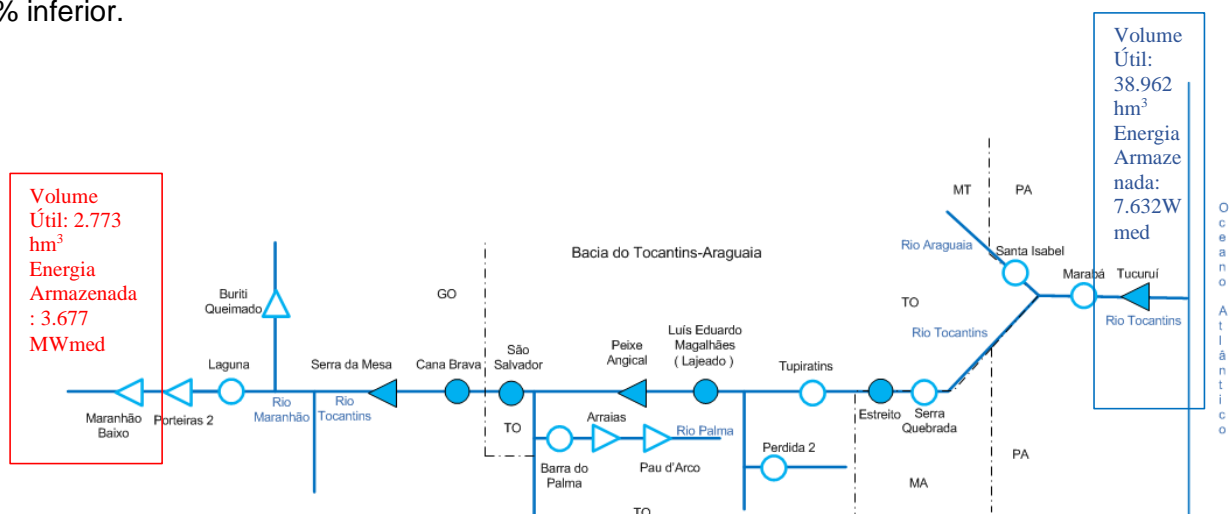 % inferior.
Volume
Útil:
38.962
hm³
Energia
Armaze
nada:
7.632W
med
Volume
Útil: 2.773
hm³
Energia
Armazenada
: 3.677
MWmed
Bacia do Tocantins-Araguaia
MT
PA
Rio Araguaia
Santa Isabel
Marabá
Tucuruí
Rio Tocantins
Oceano Atlântico
TO
Rio Tocantins
Buriti
Queimado
GO
Laguna
Serra da Mesa
Cana Brava
São
Salvador
Peixe
Angical
Luís Eduardo
Magalhães
( Lajeado )
Tupiratins
Maranhão
Baixo
Porteiras 2
Rio
Maranhão
Rio
Tocantins
TO
Arraias
Rio Palma
Barra do
Palma
Pau d'Arco
Perdida 2
Estreito
Serra
Quebrada
PA
MA
TO